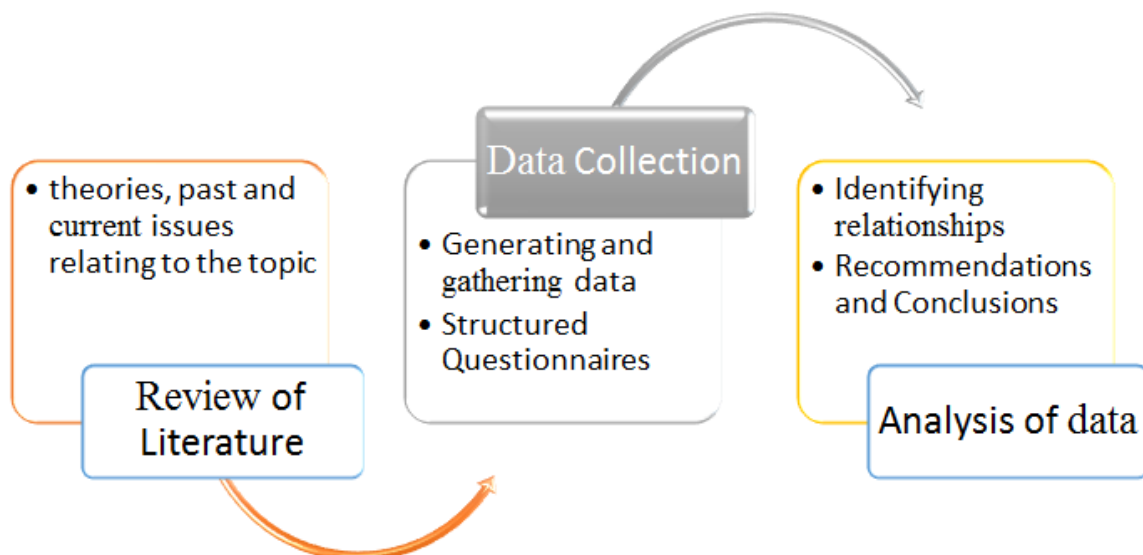 • theories, past and
current issues
relating to the topic
Review of
Literature
Data Collection
• Generating and
gathering data
• Structured
Questionnaires
• Identifying
relationships
• Recommendations
and Conclusions
Analysis of data